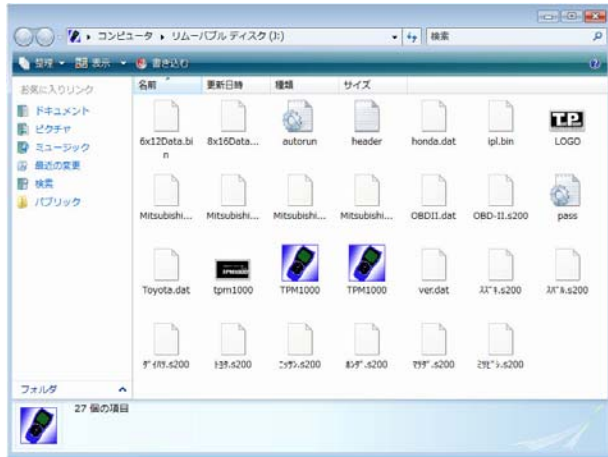 コンピュータ ▸ リムーバブル ディスク (I:)
検索
整理
表示
書き込む
お気に入りリンク
ドキュメント
ピクチャ
ミュージック
最近の変更
検索
パブリック
フォルダ
名前 更新日時 種類 サイズ
6x12Data.bi
n
8x16Data...
autorun
header
honda.dat
ipl.bin
TP
LOGO
Mitsubishi...
Mitsubishi...
Mitsubishi...
Mitsubishi...
OBDII.dat
OBD-II.s200
pass
Toyota.dat
TPM1000
tpm1000
TPM1000
TPM1000
ver.dat
ｽｽﾞｷ.s200
ｽﾊﾞﾙ.s200
ﾀﾞｲﾊﾂ.s200
ﾄﾖﾀ.s200
ﾆｯｻﾝ.s200
ﾎﾝﾀﾞ.s200
ﾏﾂﾀﾞ.s200
ﾐﾂﾋﾞｼ.s200
27 個の項目